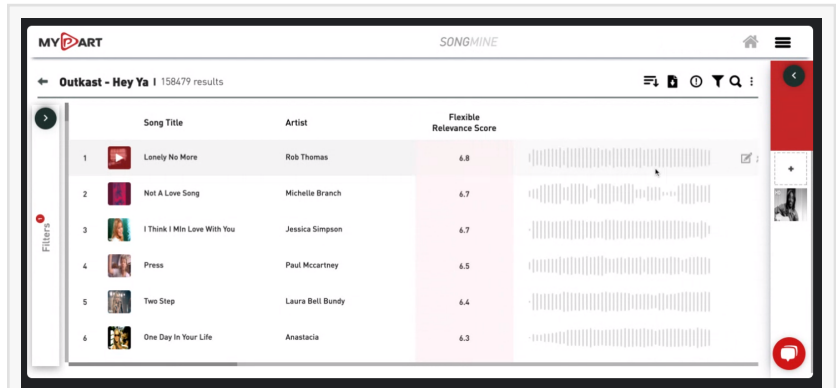 MYPART
SONGMINE
Outkast - Hey Ya | 158479 results
Song Title Artist Flexible
Relevance Score
1 Lonely No More Rob Thomas 6.8
2 Not A Love Song Michelle Branch 6.7
3 I Think I Min Love With You Jessica Simpson 6.7
4 Press Paul Mccartney 6.5
5 Two Step Laura Bell Bundy 6.4
6 One Day In Your Life Anastacia 6.3
Filters
1